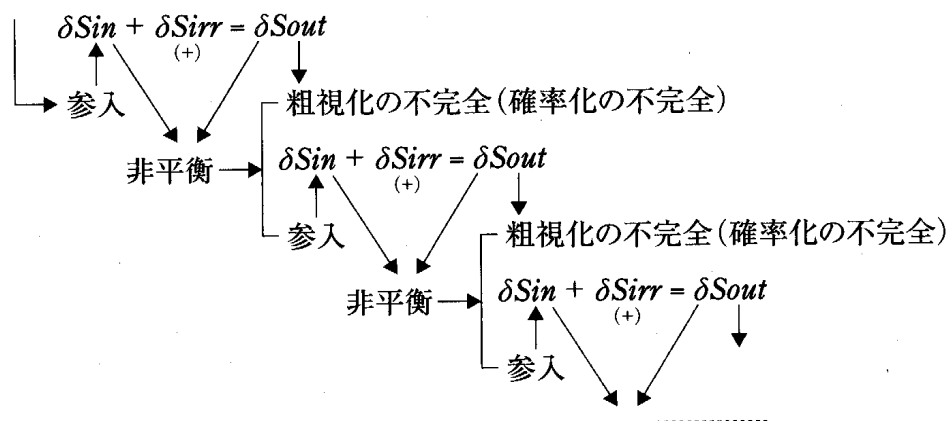 δSin + δSirr = δSout
(+)
参入
粗視化の不完全(確率化の不完全)
非平衡
δSin + δSirr = δSout
(+)
参入
粗視化の不完全(確率化の不完全)
非平衡
δSin + δSirr = δSout
(+)
参入